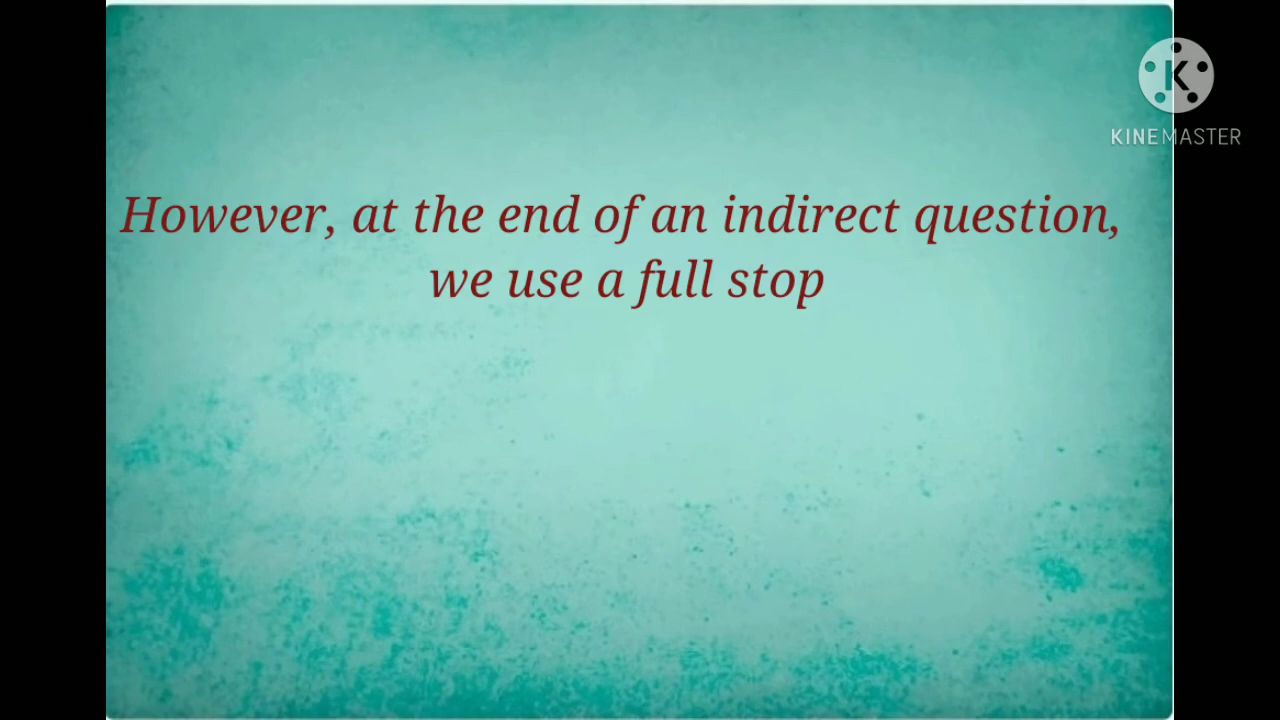 However, at the end of an indirect question,
we use a full stop
KINEMASTER